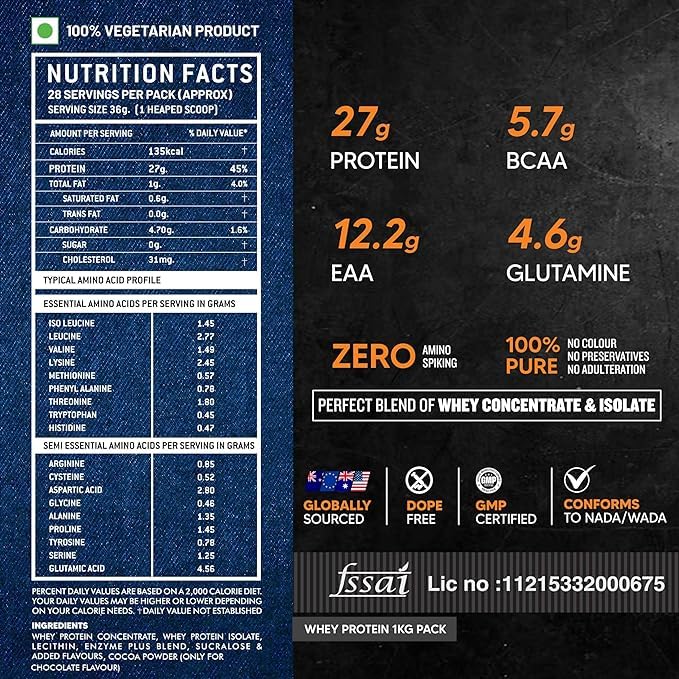 100% VEGETARIAN PRODUCT
NUTRITION FACTS
28 SERVINGS PER PACK (APPROX)
SERVING SIZE 36g. (1 HEAPED SCOOP)
AMOUNT PER SERVING % DAILY VALUE*
CALORIES 135kcal †
PROTEIN 27g. 45%
TOTAL FAT 1g. 4.0%
SATURATED FAT 0.6g. †
TRANS FAT 0.0g. †
CARBOHYDRATE 4.70g. 1.6%
SUGAR 0g. †
CHOLESTEROL 31mg. †
TYPICAL AMINO ACID PROFILE
ESSENTIAL AMINO ACIDS PER SERVING IN GRAMS
ISO LEUCINE 1.45
LEUCINE 2.77
VALINE 1.49
LYSINE 2.45
METHIONINE 0.57
PHENYL ALANINE 0.78
THREONINE 1.80
TRYPTOPHAN 0.45
HISTIDINE 0.47
SEMI ESSENTIAL AMINO ACIDS PER SERVING IN GRAMS
ARGININE 0.85
CYSTEINE 0.52
ASPARTIC ACID 2.80
GLYCINE 0.46
ALANINE 1.35
PROLINE 1.45
TYROSINE 0.78
SERINE 1.25
GLUTAMIC ACID 4.56
PERCENT DAILY VALUES ARE BASED ON A 2,000 CALORIE DIET.
YOUR DAILY VALUES MAY BE HIGHER OR LOWER DEPENDING
ON YOUR CALORIE NEEDS. †DAILY VALUE NOT ESTABLISHED
INGREDIENTS
WHEY PROTEIN CONCENTRATE, WHEY PROTEIN ISOLATE,
LECITHIN, ENZYME PLUS BLEND, SUCRALOSE &
ADDED FLAVOURS, COCOA POWDER (ONLY FOR
CHOCOLATE FLAVOUR)
27g
PROTEIN
5.7g
BCAA
12.2g
EAA
4.6g
GLUTAMINE
ZERO AMINO
SPIKING
100%
PURE
NO COLOUR
NO PRESERVATIVES
NO ADULTERATION
PERFECT BLEND OF WHEY CONCENTRATE & ISOLATE
GLOBALLY
SOURCED
DOPE
FREE
GMP
GMP
CERTIFIED
CONFORMS
TO NADA/WADA
fssai Lic no :11215332000675
WHEY PROTEIN 1KG PACK